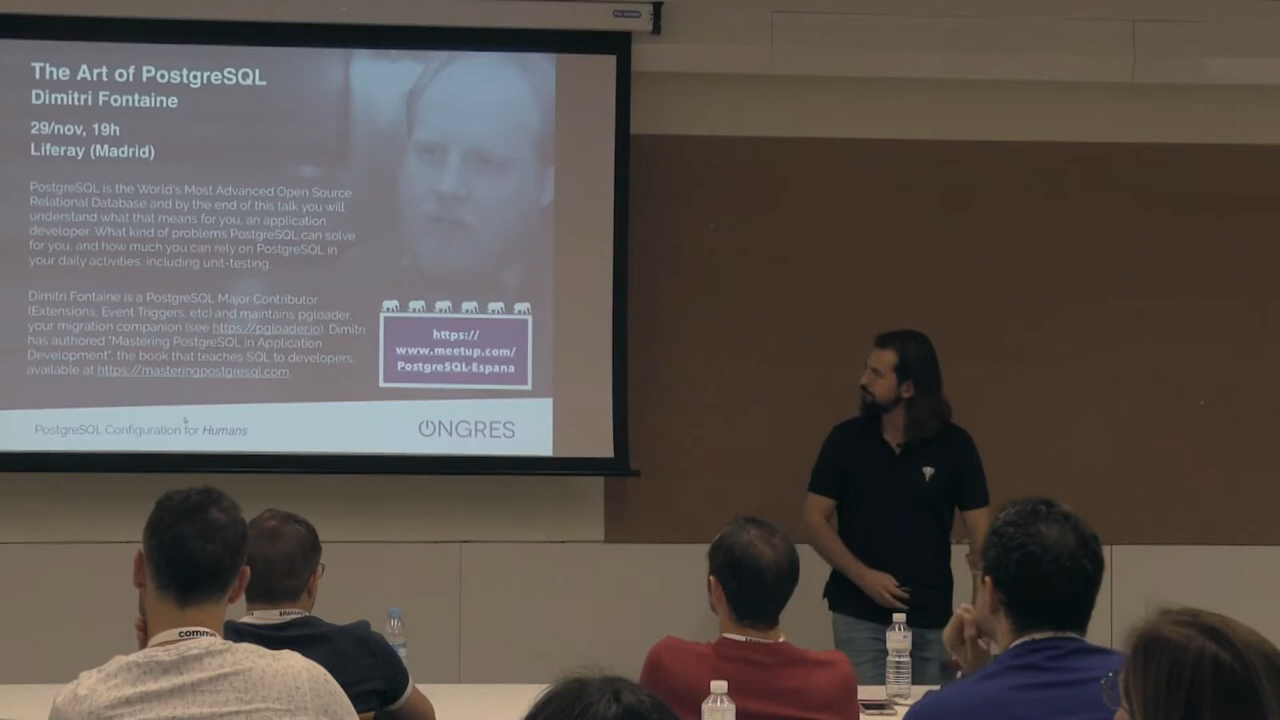 The Art of PostgreSQL
Dimitri Fontaine
29/nov, 19h
Liferay (Madrid)
PostgreSQL is the World's Most Advanced Open Source
Relational Database and by the end of this talk you will
understand what that means for you, an application
developer. What kind of problems PostgreSQL can solve
for you, and how much you can rely on PostgreSQL in
your daily activities, including unit-testing.
Dimitri Fontaine is a PostgreSQL Major Contributor
(Extensions, Event Triggers, etc) and maintains pgloader,
your migration companion (see https://pgloader.io). Dimitri
has authored "Mastering PostgreSQL in Application
Development", the book that teaches SQL to developers,
available at https://masteringpostgresql.com
https://
www.meetup.com/
PostgreSQL-Espana
PostgreSQL Configuration for Humans
ONGRES
commit